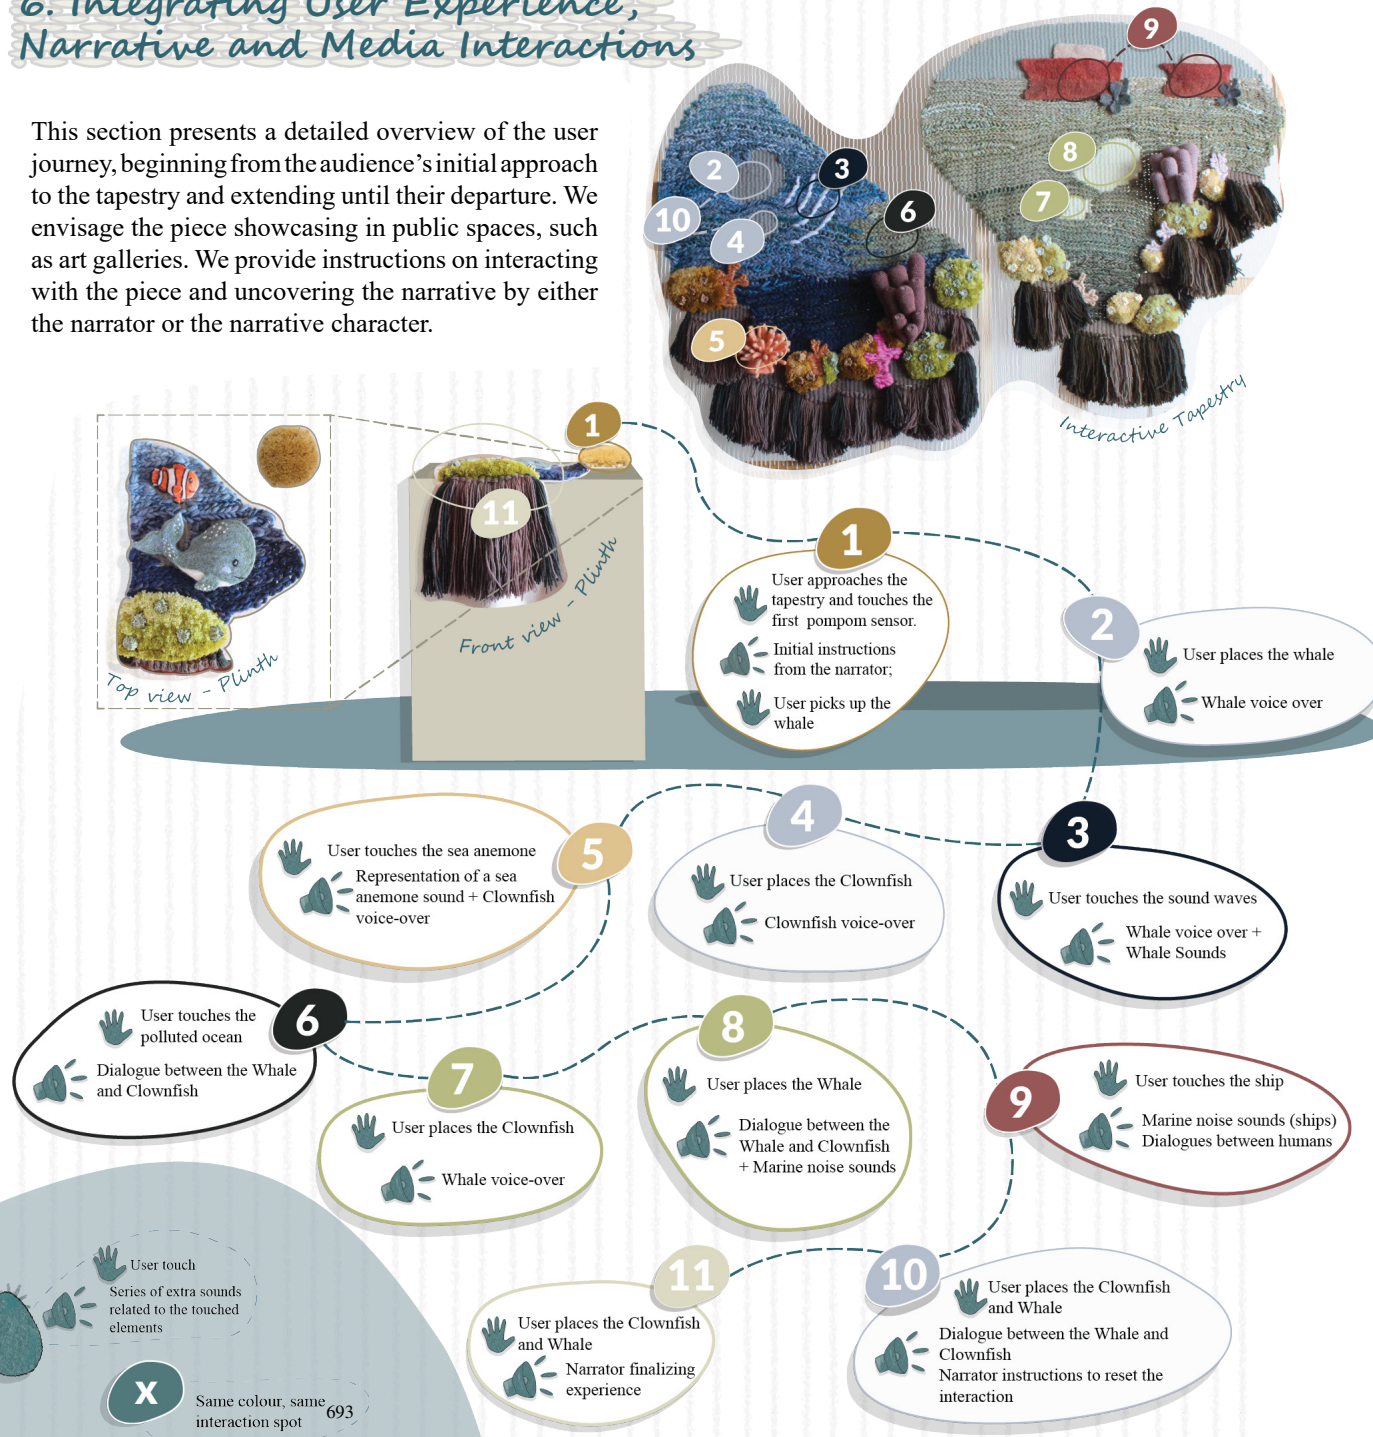 6. Integrating User Experience,
Narrative and Media Interactions
This section presents a detailed overview of the user
journey, beginning from the audience's initial approach
to the tapestry and extending until their departure. We
envisage the piece showcasing in public spaces, such
as art galleries. We provide instructions on interacting
with the piece and uncovering the narrative by either
the narrator or the narrative character.
9
2
3
8
10
4
6
7
5
Interactive Tapestry
1
11
Top view - Plinth
Front view - Plinth
1
User approaches the
tapestry and touches the
first pompom sensor.
Initial instructions
from the narrator;
User picks up the
whale
2
User places the whale
Whale voice over
3
User touches the sound waves
Whale voice over +
Whale Sounds
4
User places the Clownfish
Clownfish voice-over
5
User touches the sea anemone
Representation of a sea
anemone sound + Clownfish
voice-over
6
User touches the
polluted ocean
Dialogue between the Whale
and Clownfish
7
User places the Clownfish
Whale voice-over
8
User places the Whale
Dialogue between the
Whale and Clownfish
+ Marine noise sounds
9
User touches the ship
Marine noise sounds (ships)
Dialogues between humans
10
User places the Clownfish
and Whale
Dialogue between the Whale and
Clownfish
Narrator instructions to reset the
interaction
11
User places the Clownfish
and Whale
Narrator finalizing
experience
User touch
Series of extra sounds
related to the touched
elements
X
Same colour, same
interaction spot
693